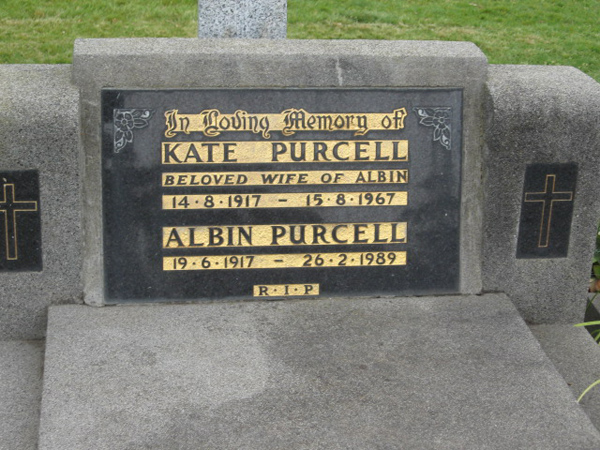 In Loving Memory of
KATE PURCELL
BELOVED WIFE OF ALBIN
14·8·1917 – 15·8·1967
ALBIN PURCELL
19·6·1917 – 26·2·1989
R·I·P